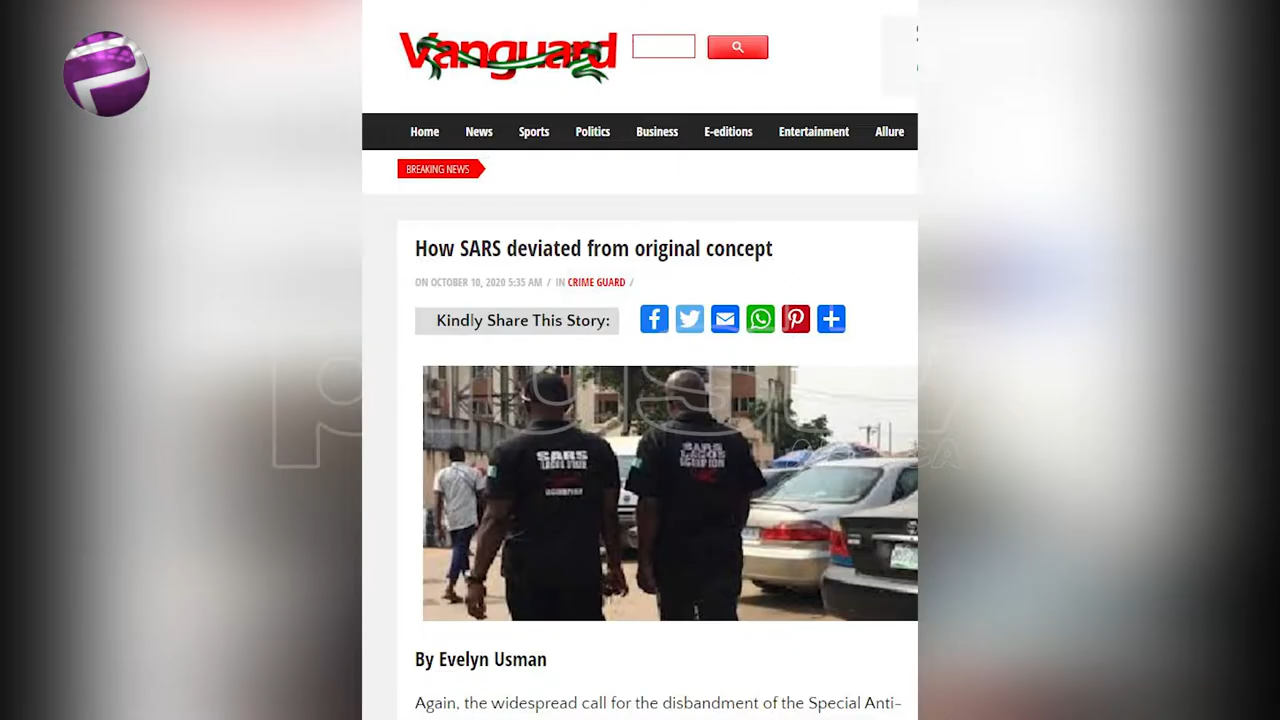 Vanguard
Home News Sports Politics Business E-editions Entertainment Allure
BREAKING NEWS
How SARS deviated from original concept
ON OCTOBER 10, 2020 5:35 AM / IN CRIME GUARD /
Kindly Share This Story:
SARS
SARS
LAGOS
plus
By Evelyn Usman
Again, the widespread call for the disbandment of the Special Anti-